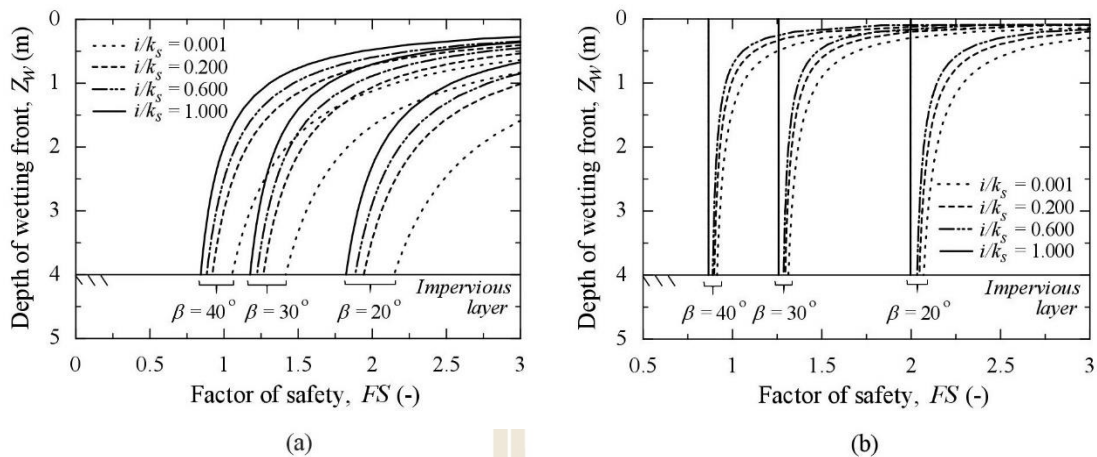 0
1
2
3
4
5
Depth of wetting front, Z_W (m)
i/k_s = 0.001
i/k_s = 0.200
i/k_s = 0.600
i/k_s = 1.000
β = 40°
β = 30°
β = 20°
Impervious
layer
0 0.5 1 1.5 2 2.5 3
Factor of safety, FS (-)
(a)
0
1
2
3
4
5
Depth of wetting front, Z_W (m)
i/k_s = 0.001
i/k_s = 0.200
i/k_s = 0.600
i/k_s = 1.000
β = 40°
β = 30°
β = 20°
Impervious
layer
0.5 1 1.5 2 2.5 3
Factor of safety, FS (-)
(b)